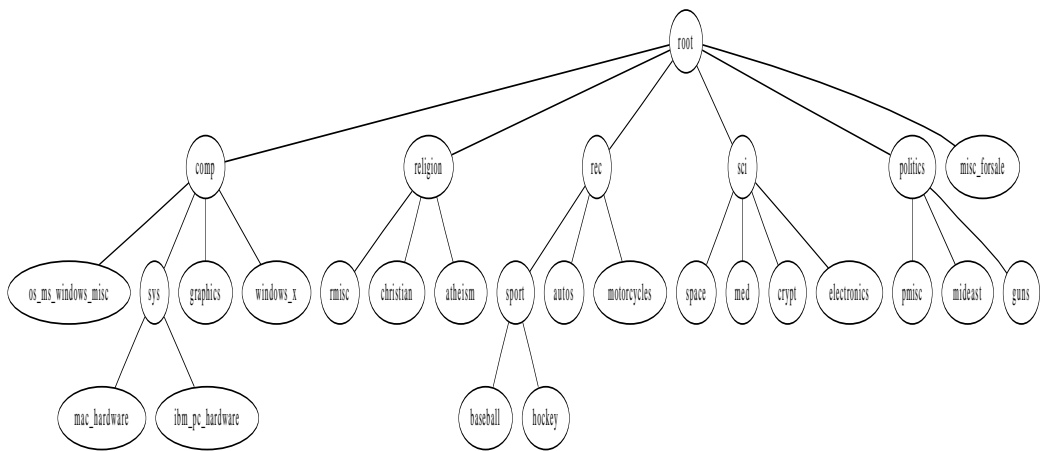 root
comp religion rec sci politics misc_forsale
os_ms_windows_misc sys graphics windows_x rmisc christian atheism sport autos motorcycles space med crypt electronics pmisc mideast guns
mac_hardware ibm_pc_hardware baseball hockey